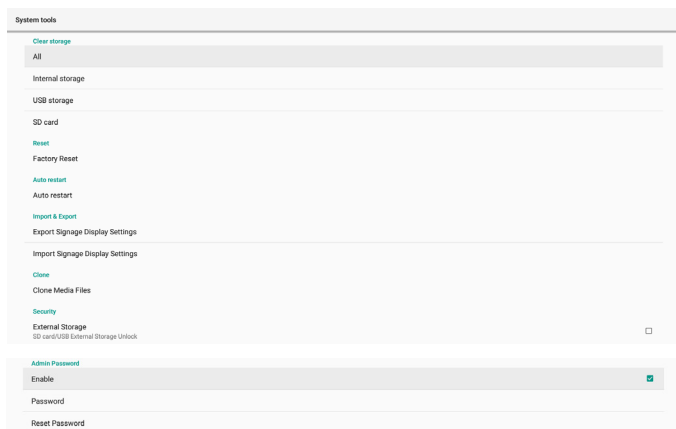 System tools
Clear storage
All
Internal storage
USB storage
SD card
Reset
Factory Reset
Auto restart
Auto restart
Import & Export
Export Signage Display Settings
Import Signage Display Settings
Clone
Clone Media Files
Security
External Storage
SD card/USB External Storage Unlock
Admin Password
Enable
Password
Reset Password